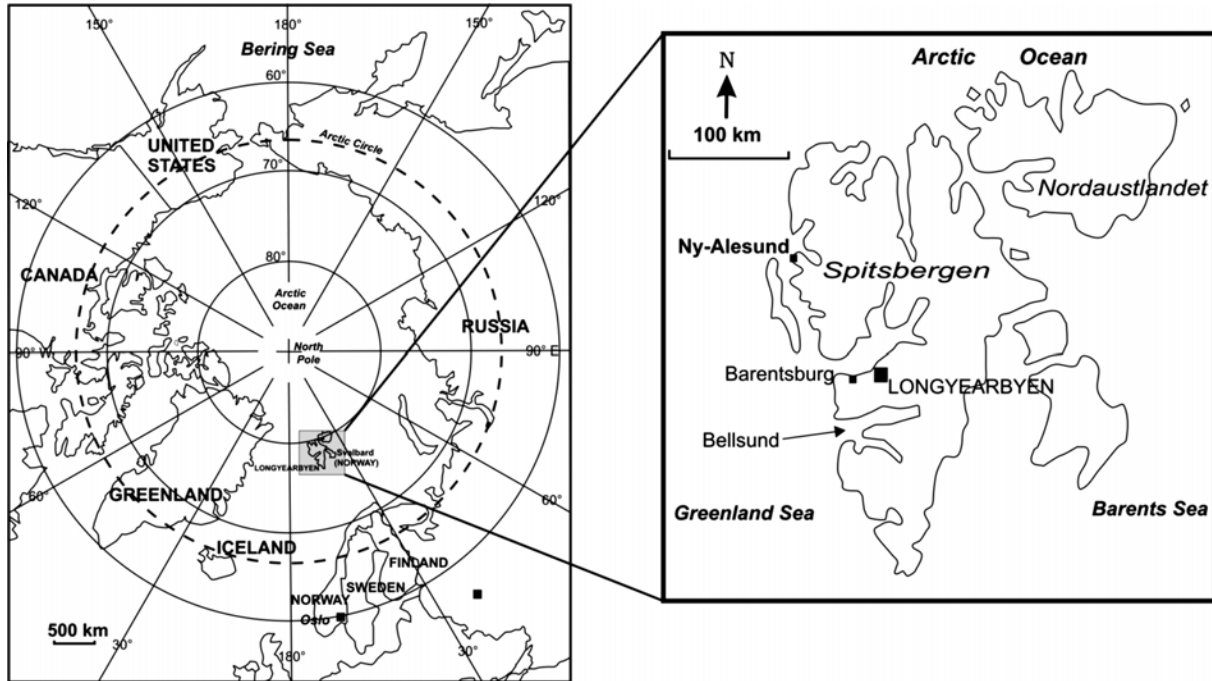 150°
180°
150°
Bering Sea
60°
Arctic Circle
UNITED
STATES
70°
120°
120°
80°
CANADA
Arctic
Ocean
RUSSIA
90° W
North
Pole
90° E
Svalbard
(NORWAY)
LONGYEARBYEN
GREENLAND
60°
60°
ICELAND
FINLAND
SWEDEN
NORWAY
Oslo
500 km
30°
180°
30°
N
100 km
Arctic Ocean
Nordaustlandet
Ny-Alesund
Spitsbergen
Barentsburg
LONGYEARBYEN
Bellsund
Greenland Sea
Barents Sea